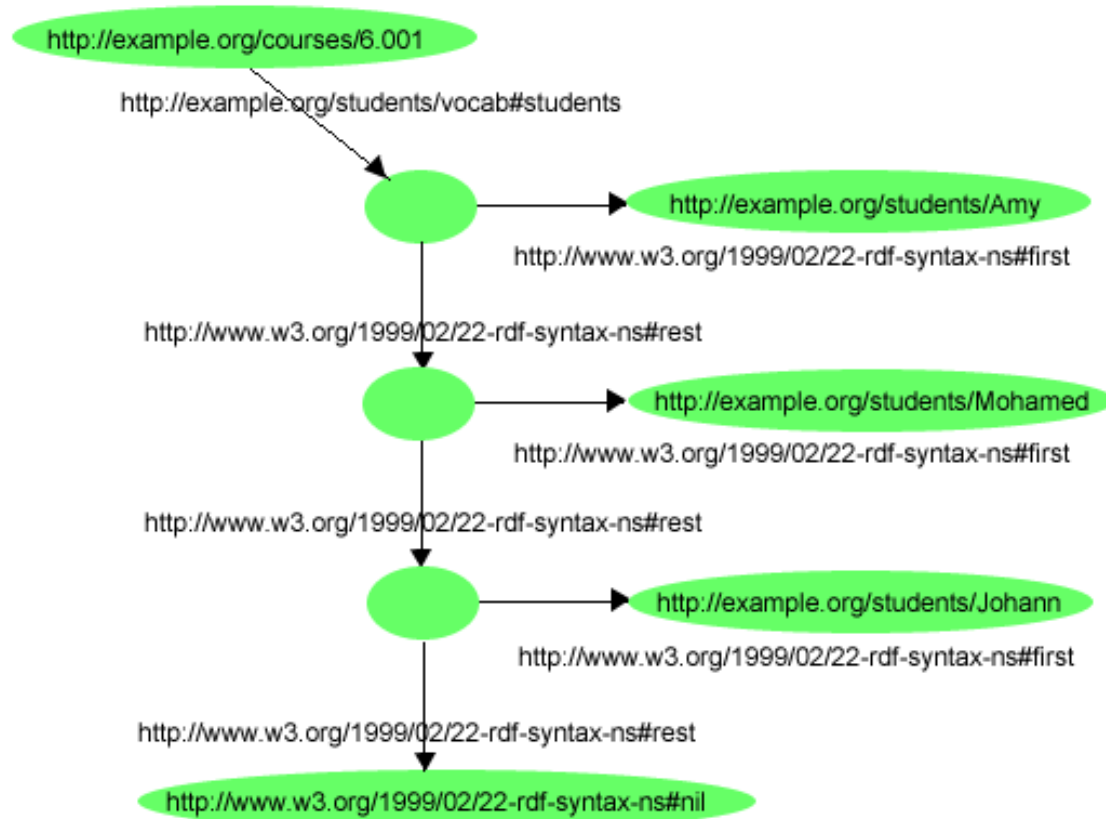 http://example.org/courses/6.001
http://example.org/students/vocab#students
http://example.org/students/Amy
http://www.w3.org/1999/02/22-rdf-syntax-ns#first
http://www.w3.org/1999/02/22-rdf-syntax-ns#rest
http://example.org/students/Mohamed
http://www.w3.org/1999/02/22-rdf-syntax-ns#first
http://www.w3.org/1999/02/22-rdf-syntax-ns#rest
http://example.org/students/Johann
http://www.w3.org/1999/02/22-rdf-syntax-ns#first
http://www.w3.org/1999/02/22-rdf-syntax-ns#rest
http://www.w3.org/1999/02/22-rdf-syntax-ns#nil